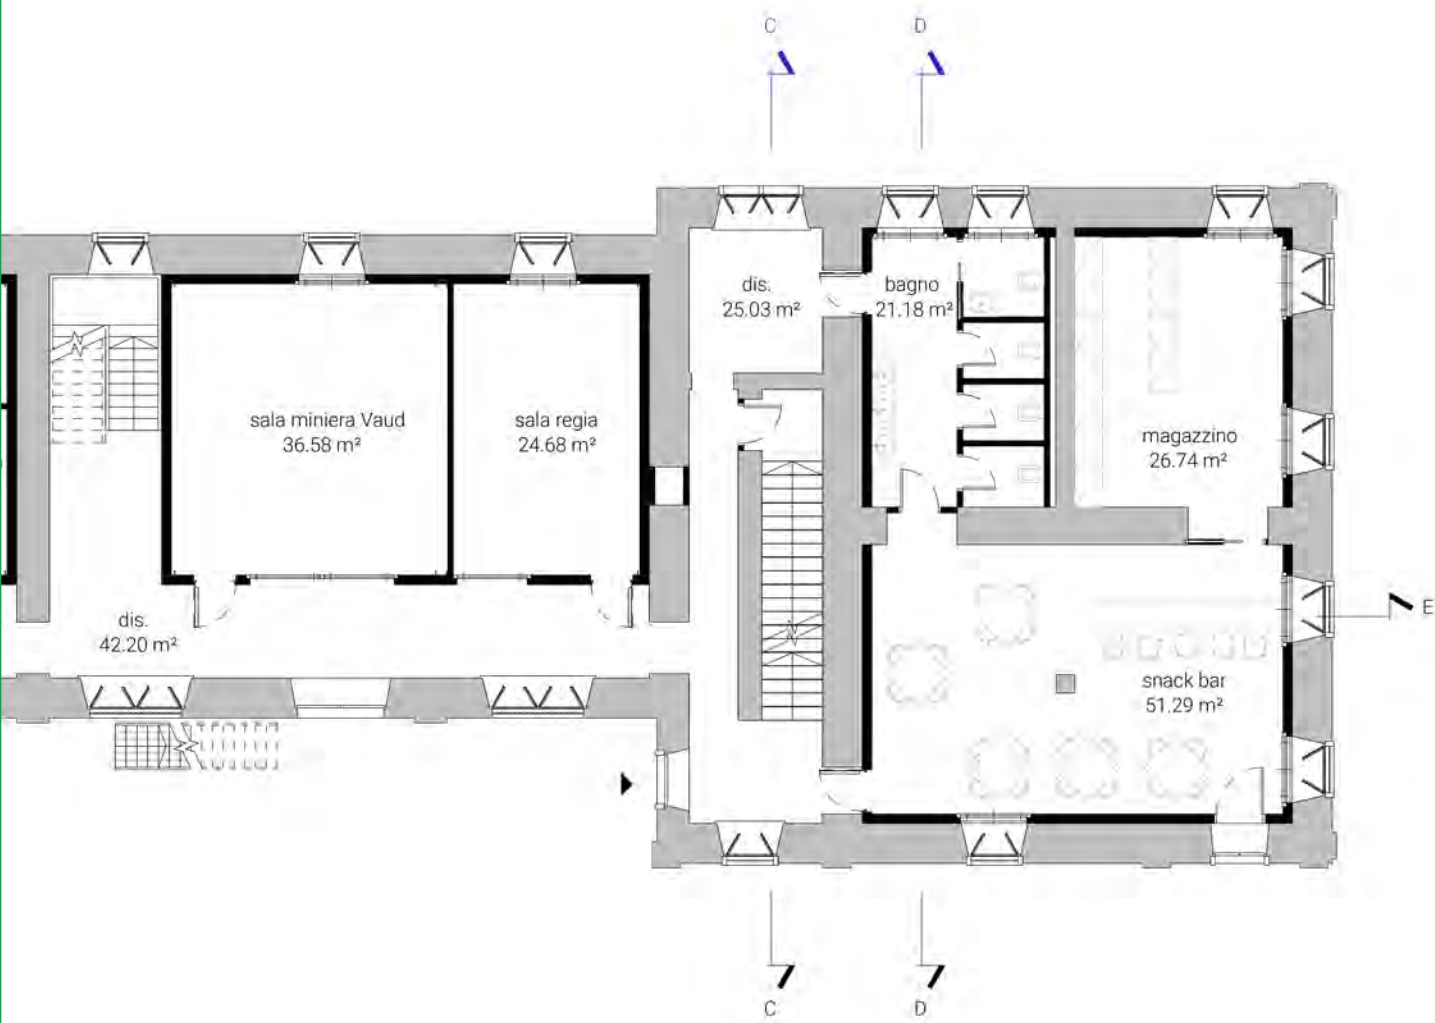 C
D
dis.
25.03 m²
bagno
21.18 m²
sala miniera Vaud
36.58 m²
sala regia
24.68 m²
magazzino
26.74 m²
dis.
42.20 m²
E
snack bar
51.29 m²
C
D